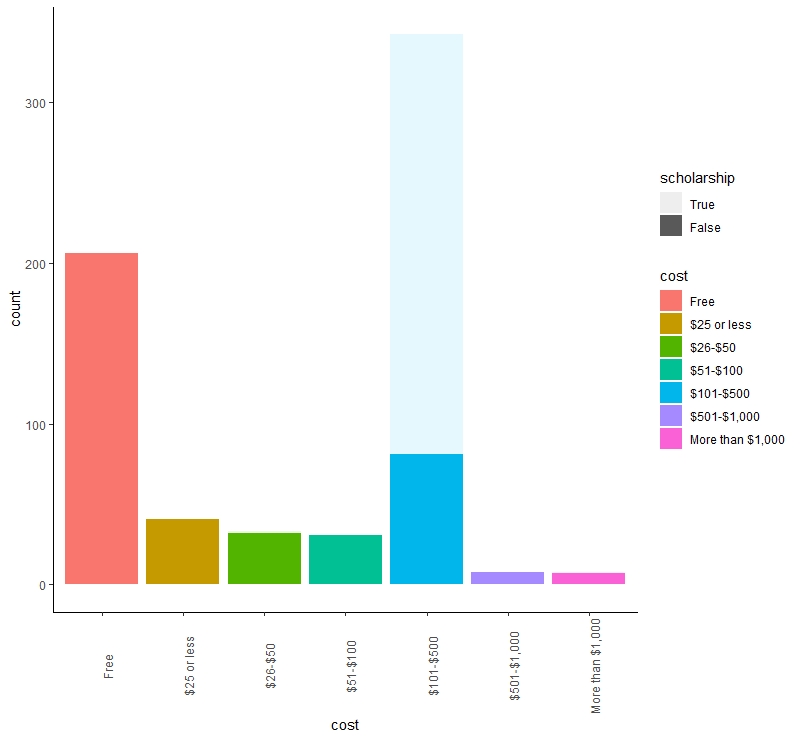 300
200
100
0
count
Free
$25 or less
$26-$50
$51-$100
$101-$500
$501-$1,000
More than $1,000
cost
scholarship
True
False
cost
Free
$25 or less
$26-$50
$51-$100
$101-$500
$501-$1,000
More than $1,000